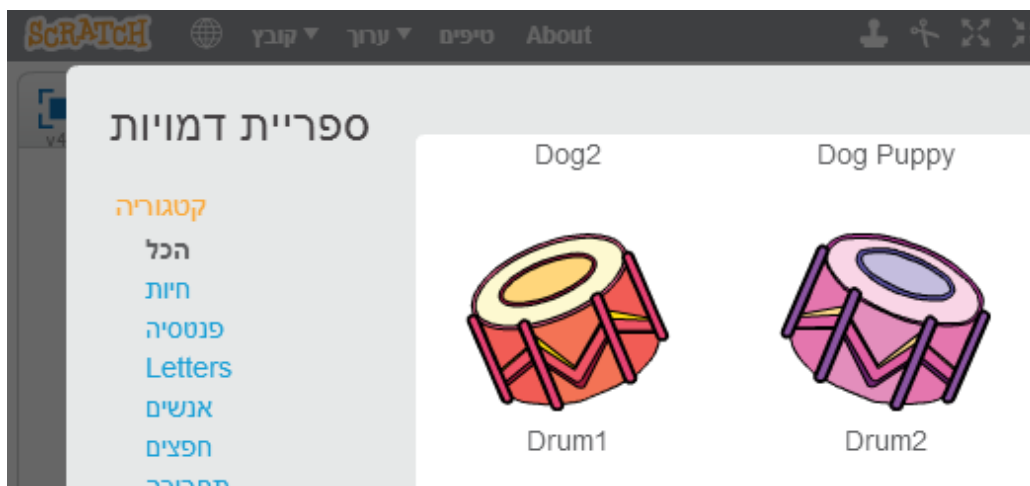 SCRATCH קובץ ערוך טיפים About
v4
ספריית דמויות
Dog2 Dog Puppy
קטגוריה
הכל
חיות
פנטסיה
Letters
אנשים
חפצים
Drum1 Drum2